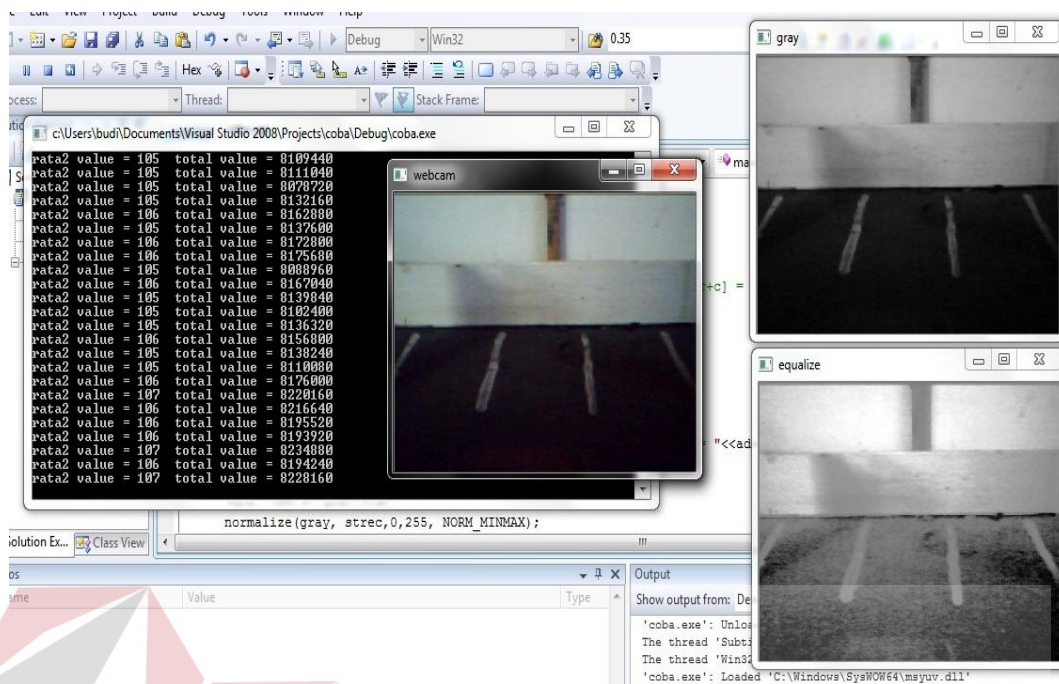 Edit View Project Build Debug Tools Window Help
Debug Win32 0.35
Hex
Process: Thread: Stack Frame:
c:\Users\budi\Documents\Visual Studio 2008\Projects\coba\Debug\coba.exe
rata2 value = 105 total value = 8109440
rata2 value = 105 total value = 8111040
rata2 value = 105 total value = 8078720
rata2 value = 105 total value = 8132160
rata2 value = 106 total value = 8162880
rata2 value = 105 total value = 8137600
rata2 value = 106 total value = 8172800
rata2 value = 106 total value = 8175680
rata2 value = 105 total value = 8088960
rata2 value = 106 total value = 8167040
rata2 value = 105 total value = 8139840
rata2 value = 105 total value = 8102400
rata2 value = 105 total value = 8136320
rata2 value = 106 total value = 8156800
rata2 value = 105 total value = 8138240
rata2 value = 105 total value = 8110080
rata2 value = 106 total value = 8176000
rata2 value = 107 total value = 8220160
rata2 value = 106 total value = 8216640
rata2 value = 106 total value = 8195520
rata2 value = 106 total value = 8193920
rata2 value = 107 total value = 8234880
rata2 value = 106 total value = 8194240
rata2 value = 107 total value = 8228160
webcam
gray
ma
+c] =
"<<ad
equalize
normalize(gray, strec,0,255, NORM_MINMAX);
Solution Ex... Class View
os
ame Value Type
Output
Show output from: De
'coba.exe': Unloa
The thread 'Subti
The thread 'Win32
'coba.exe': Loaded 'C:\Windows\SysWOW64\msyuv.dll'